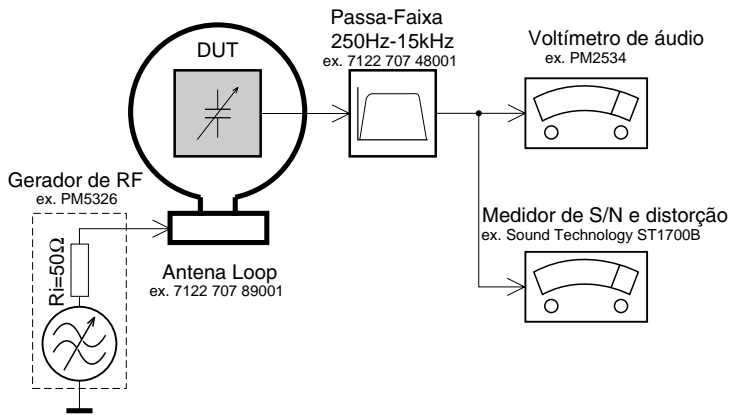 Passa-Faixa
250Hz-15kHz
ex. 7122 707 48001
DUT
Voltímetro de áudio
ex. PM2534
Gerador de RF
ex. PM5326
Ri=50Ω
Antena Loop
ex. 7122 707 89001
Medidor de S/N e distorção
ex. Sound Technology ST1700B